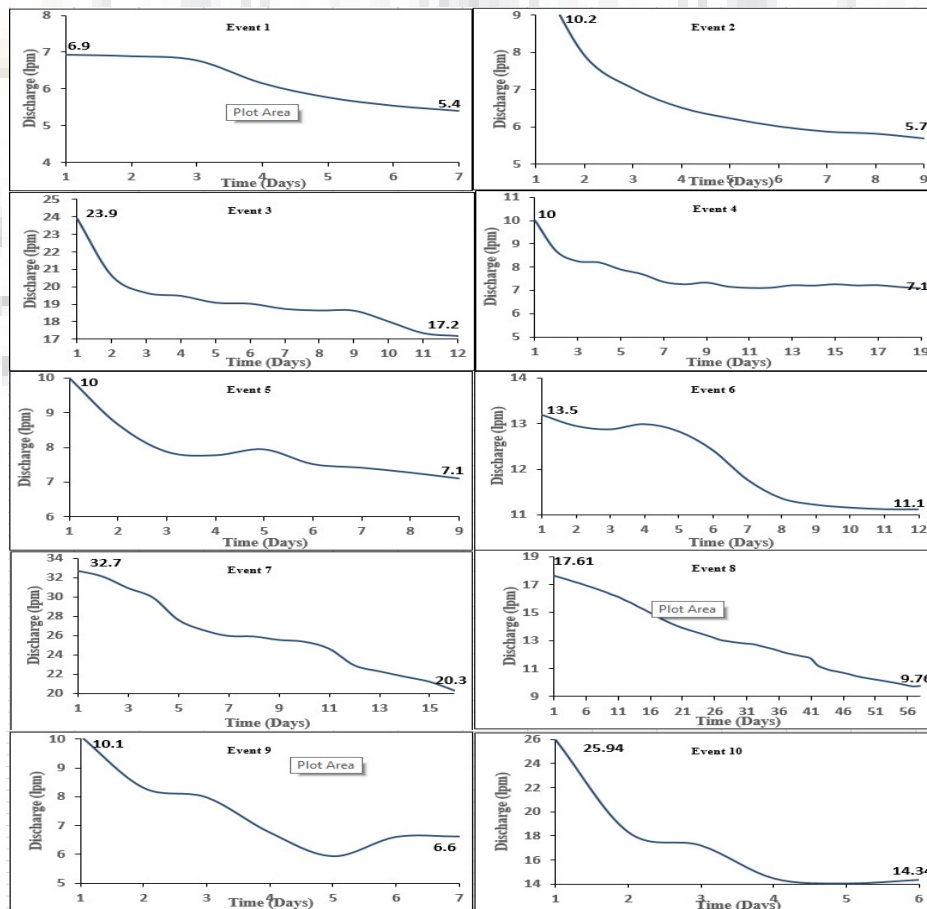 Event 1
Discharge (lpm)
8
7
6
5
4
6.9
5.4
Plot Area
1 2 3 4 5 6 7
Time (Days)
Event 2
Discharge (lpm)
9
8
7
6
5
10.2
5.7
1 2 3 4 5 6 7 8 9
Time (Days)
Event 3
Discharge (lpm)
25
24
23
22
21
20
19
18
17
23.9
17.2
1 2 3 4 5 6 7 8 9 10 11 12
Time (Days)
Event 4
Discharge (lpm)
11
10
9
8
7
6
5
10
7.1
1 3 5 7 9 11 13 15 17 19
Time (Days)
Event 5
Discharge (lpm)
10
9
8
7
6
10
7.1
1 2 3 4 5 6 7 8 9
Time (Days)
Event 6
Discharge (lpm)
14
13
12
11
13.5
11.1
1 2 3 4 5 6 7 8 9 10 11 12
Time (Days)
Event 7
Discharge (lpm)
34
32
30
28
26
24
22
20
32.7
20.3
1 3 5 7 9 11 13 15
Time (Days)
Event 8
Discharge (lpm)
19
17
15
13
11
9
17.61
9.76
Plot Area
1 6 11 16 21 26 31 36 41 46 51 56
Time (Days)
Event 9
Discharge (lpm)
10
9
8
7
6
5
10.1
6.6
Plot Area
1 2 3 4 5 6 7
Time (Days)
Event 10
Discharge (lpm)
26
24
22
20
18
16
14
25.94
14.34
1 2 3 4 5 6
Time (Days)